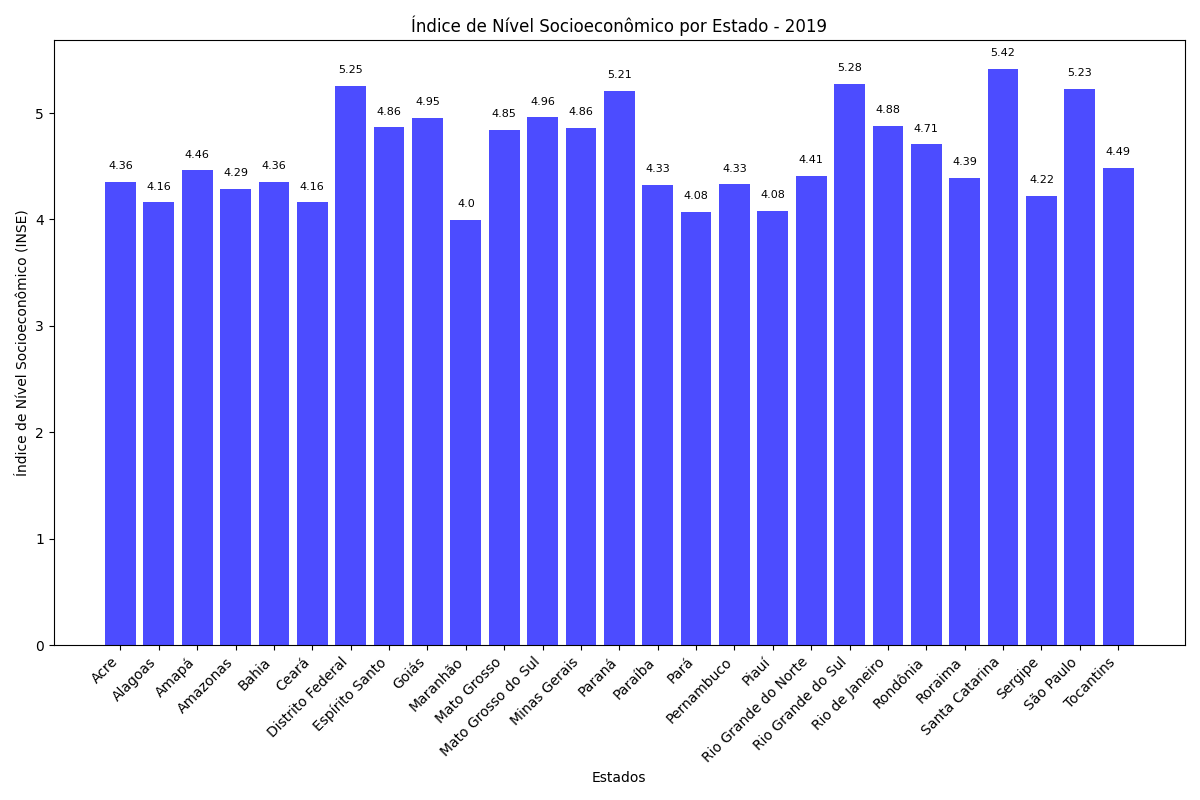 Índice de Nível Socioeconômico por Estado - 2019
Índice de Nível Socioeconômico (INSE)
5
4
3
2
1
0
4.36
4.16
4.46
4.29
4.36
4.16
5.25
4.86
4.95
4.0
4.85
4.96
4.86
5.21
4.33
4.08
4.33
4.08
4.41
5.28
4.88
4.71
4.39
5.42
4.22
5.23
4.49
Acre
Alagoas
Amapá
Amazonas
Bahia
Ceará
Distrito Federal
Espírito Santo
Goiás
Maranhão
Mato Grosso
Mato Grosso do Sul
Minas Gerais
Paraná
Paraíba
Pará
Pernambuco
Piauí
Rio Grande do Norte
Rio Grande do Sul
Rio de Janeiro
Rondônia
Roraima
Santa Catarina
Sergipe
São Paulo
Tocantins
Estados